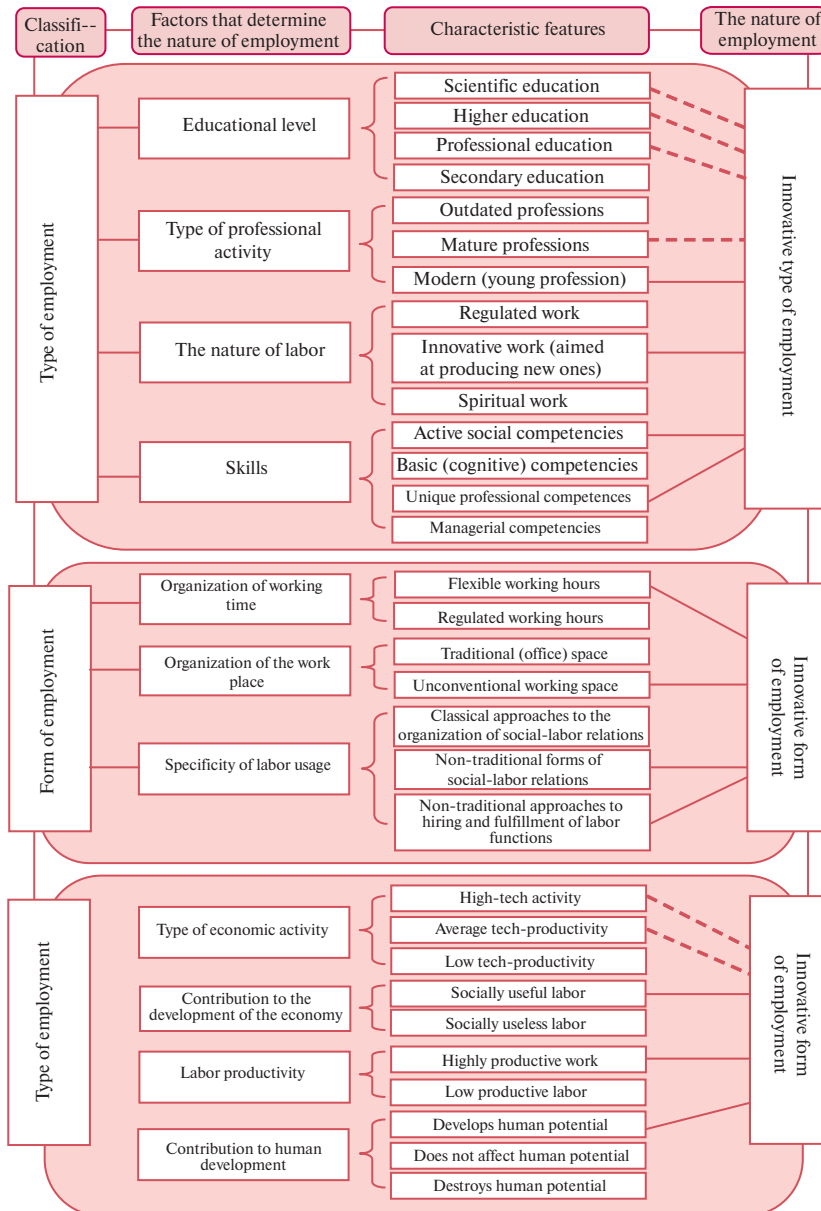 Classifi--
cation
Factors that determine
the nature of employment
Characteristic features
The nature of
employment
Type of employment
Educational level
Scientific education
Higher education
Professional education
Secondary education
Type of professional
activity
Outdated professions
Mature professions
Modern (young profession)
The nature of labor
Regulated work
Innovative work (aimed
at producing new ones)
Spiritual work
Skills
Active social competencies
Basic (cognitive) competencies
Unique professional competences
Managerial competencies
Innovative type of employment
Form of employment
Organization of working
time
Flexible working hours
Regulated working hours
Organization of the work
place
Traditional (office) space
Unconventional working space
Specificity of labor usage
Classical approaches to the
organization of social-labor relations
Non-traditional forms of
social-labor relations
Non-traditional approaches to
hiring and fulfillment of labor
functions
Innovative form
of employment
Type of employment
Type of economic activity
High-tech activity
Average tech-productivity
Low tech-productivity
Contribution to the
development of the economy
Socially useful labor
Socially useless labor
Labor productivity
Highly productive work
Low productive labor
Contribution to human
development
Develops human potential
Does not affect human potential
Destroys human potential
Innovative form
of employment